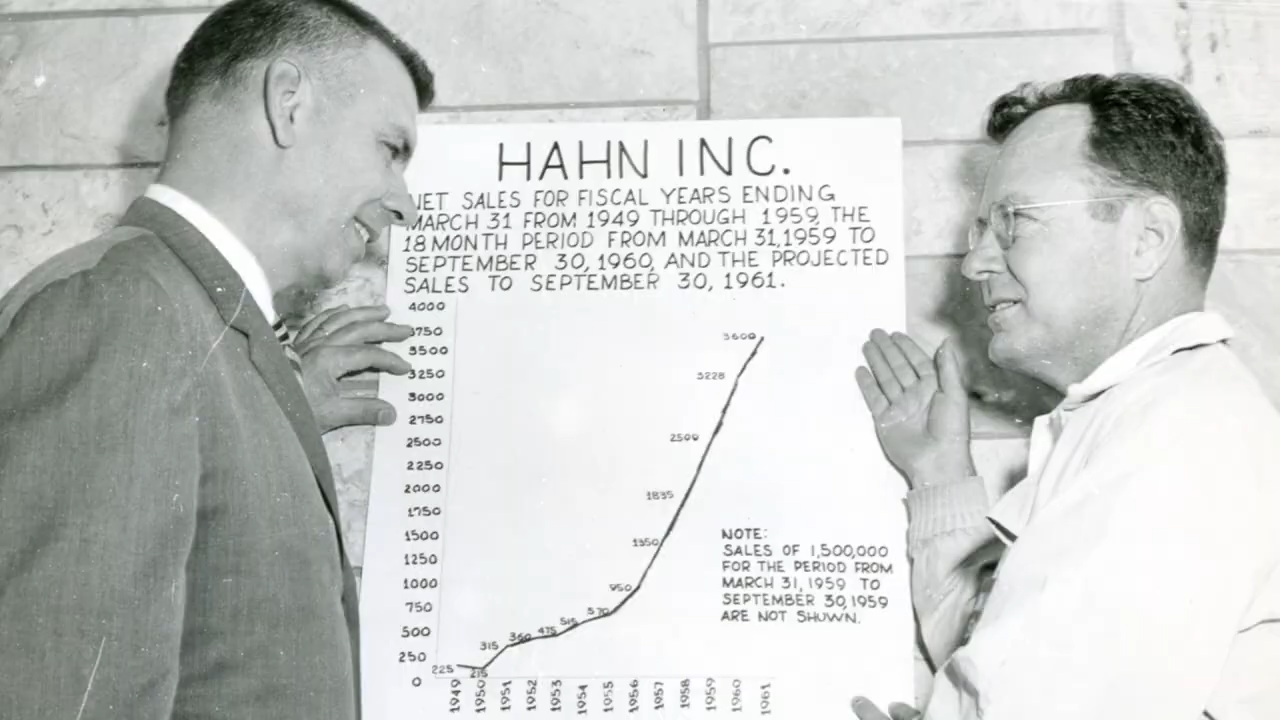 HAHN INC.
NET SALES FOR FISCAL YEARS ENDING
MARCH 31 FROM 1949 THROUGH 1959, THE
18 MONTH PERIOD FROM MARCH 31, 1959 TO
SEPTEMBER 30, 1960, AND THE PROJECTED
SALES TO SEPTEMBER 30, 1961.
4000
3750
3500
3250
3000
2750
2500
2250
2000
1750
1500
1250
1000
750
500
250
0
225
215
315
360
475
515
570
950
1350
1835
2500
3228
3600
NOTE:
SALES OF 1,500,000
FOR THE PERIOD FROM
MARCH 31, 1959 TO
SEPTEMBER 30, 1959
ARE NOT SHUWN.
1949 1950 1951 1952 1953 1954 1955 1956 1957 1958 1959 1960 1961